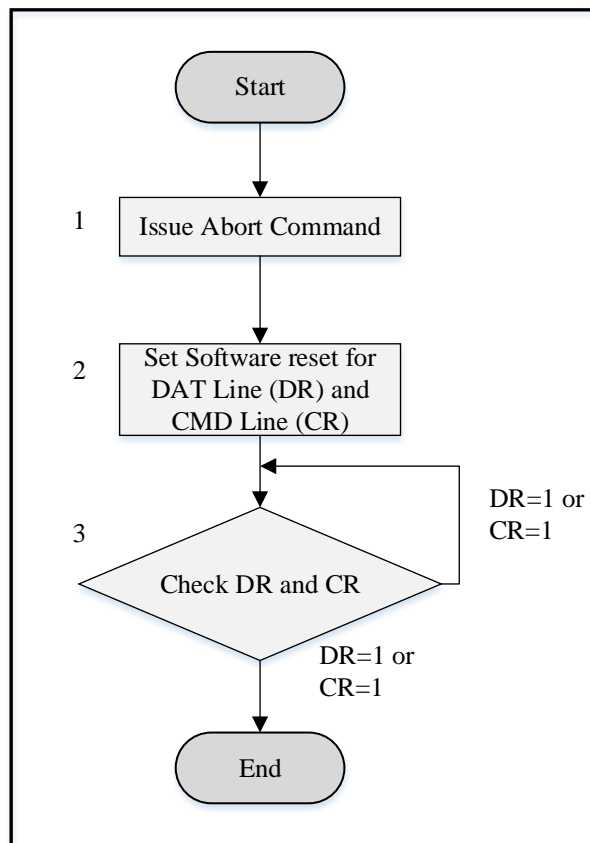 Start
1
Issue Abort Command
2
Set Software reset for
DAT Line (DR) and
CMD Line (CR)
DR=1 or
CR=1
3
Check DR and CR
DR=1 or
CR=1
End